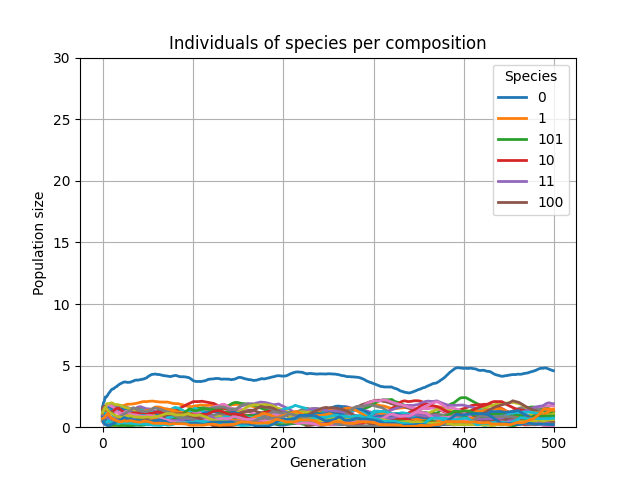 Individuals of species per composition
30
25
20
15
10
5
0
Population size
0 100 200 300 400 500
Generation
Species
0
1
101
10
11
100